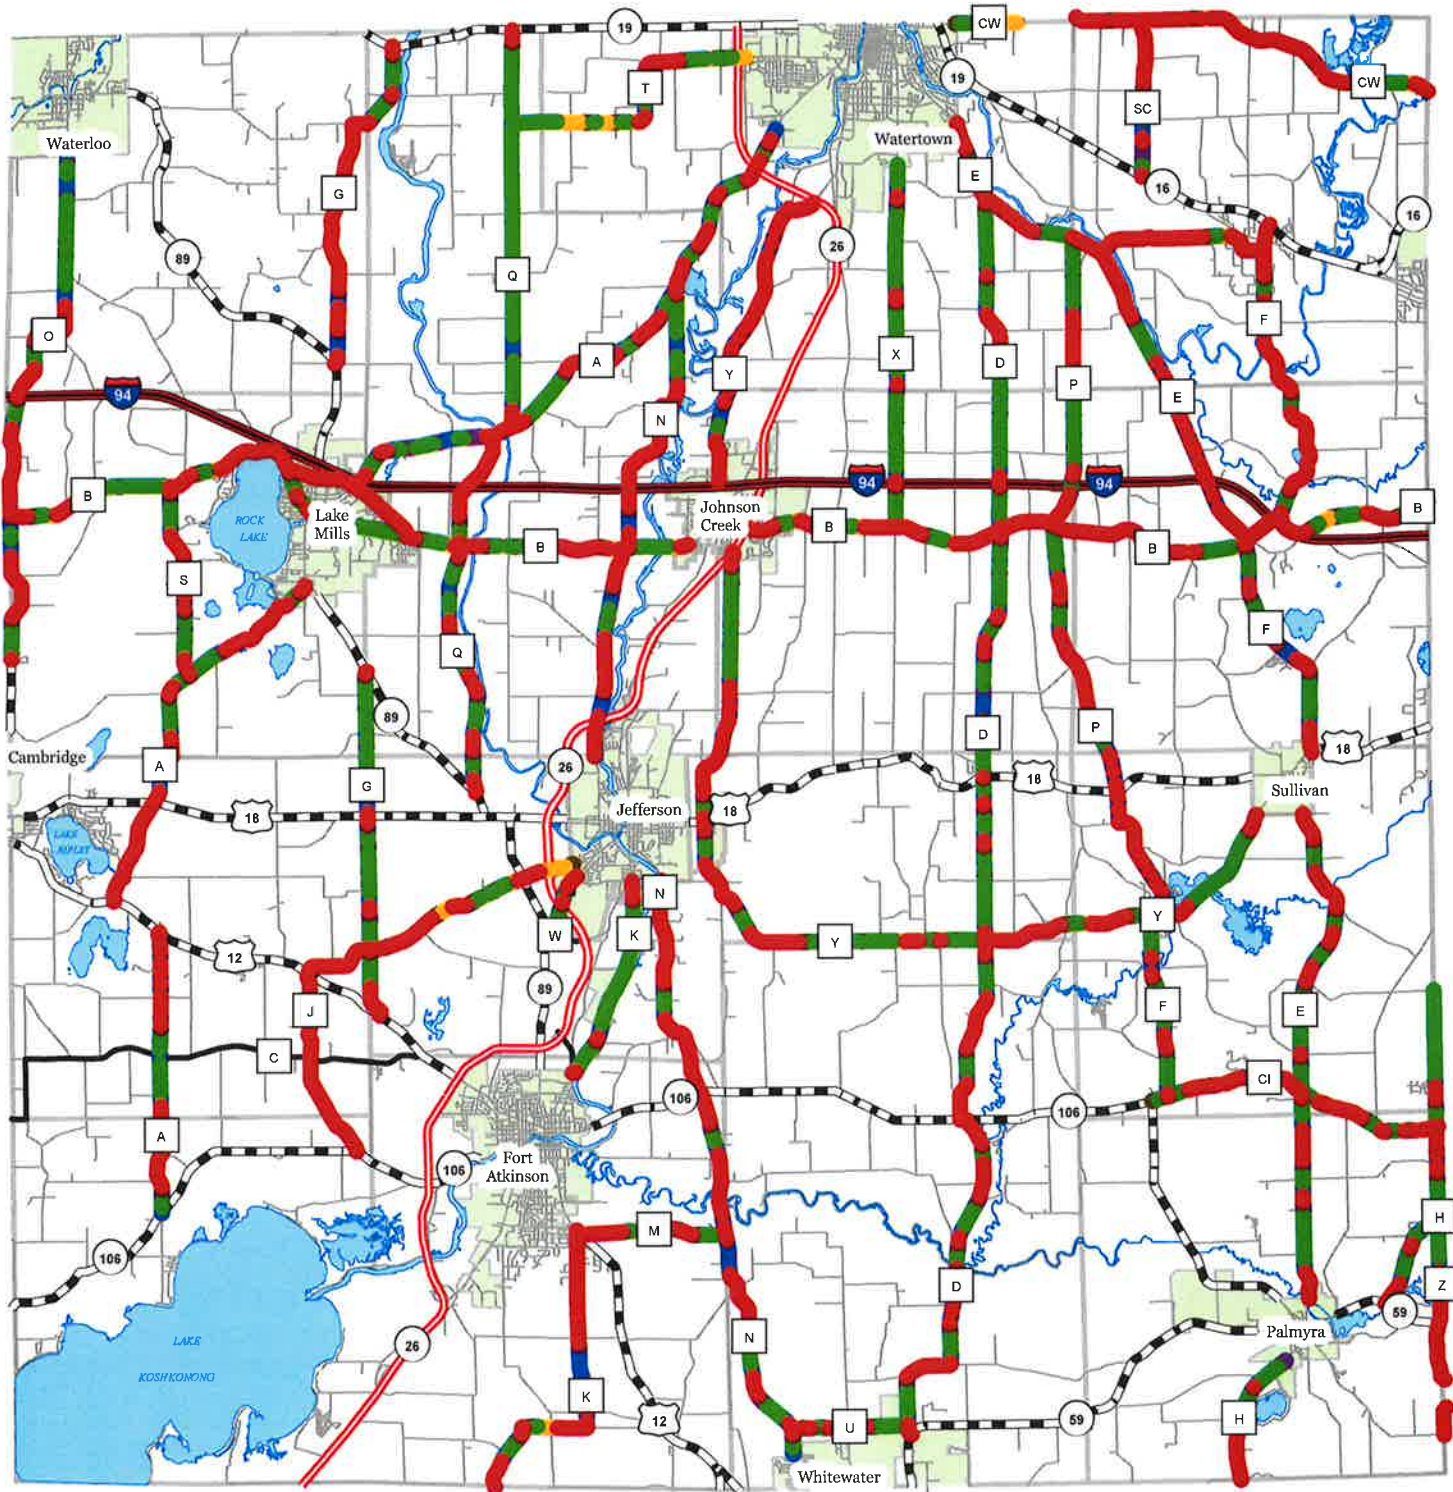 19
CW
T
19
CW
SC
Waterloo
Watertown
E
16
G
16
26
89
Q
O
F
X
A
D
Y
P
94
E
N
B
94
94
Johnson
Creek
B
B
ROCK
LAKE
Lake
Mills
B
B
S
F
Q
89
D
P
Cambridge
18
A
26
18
G
Sullivan
18
Jefferson
18
LAKE
RIPLEY
N
Y
W
K
Y
12
89
F
E
J
C
CI
106
106
A
Fort
Atkinson
106
H
M
106
D
Z
59
LAKE
Palmyra
N
26
KOSHKONONG
K
H
12
59
U
Whitewater